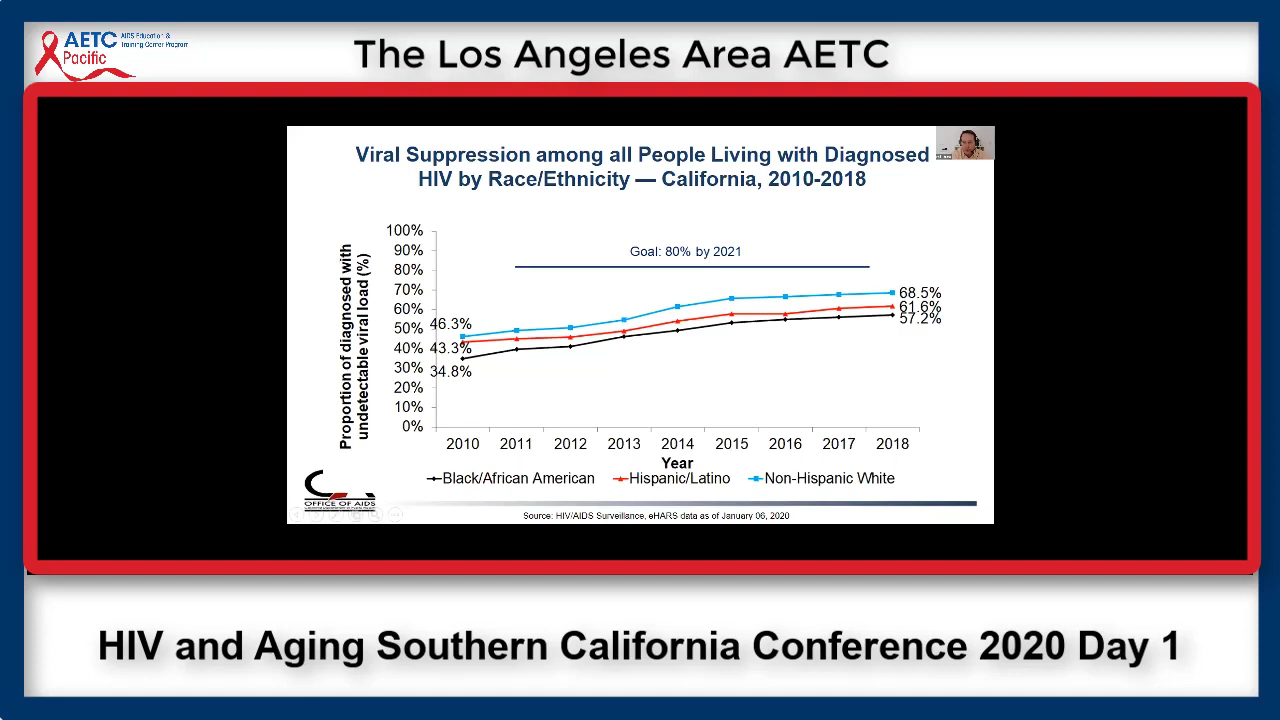 AETC AIDS Education &
Training Center Program
Pacific
The Los Angeles Area AETC
Viral Suppression among all People Living with Diagnosed
HIV by Race/Ethnicity — California, 2010-2018
Proportion of diagnosed with
undetectable viral load (%)
100%
90%
80%
70%
60%
50%
40%
30%
20%
10%
0%
Goal: 80% by 2021
46.3%
43.3%
34.8%
68.5%
61.6%
57.2%
2010 2011 2012 2013 2014 2015 2016 2017 2018
Year
Black/African American Hispanic/Latino Non-Hispanic White
OFFICE OF AIDS
Source: HIV/AIDS Surveillance, eHARS data as of January 06, 2020
HIV and Aging Southern California Conference 2020 Day 1